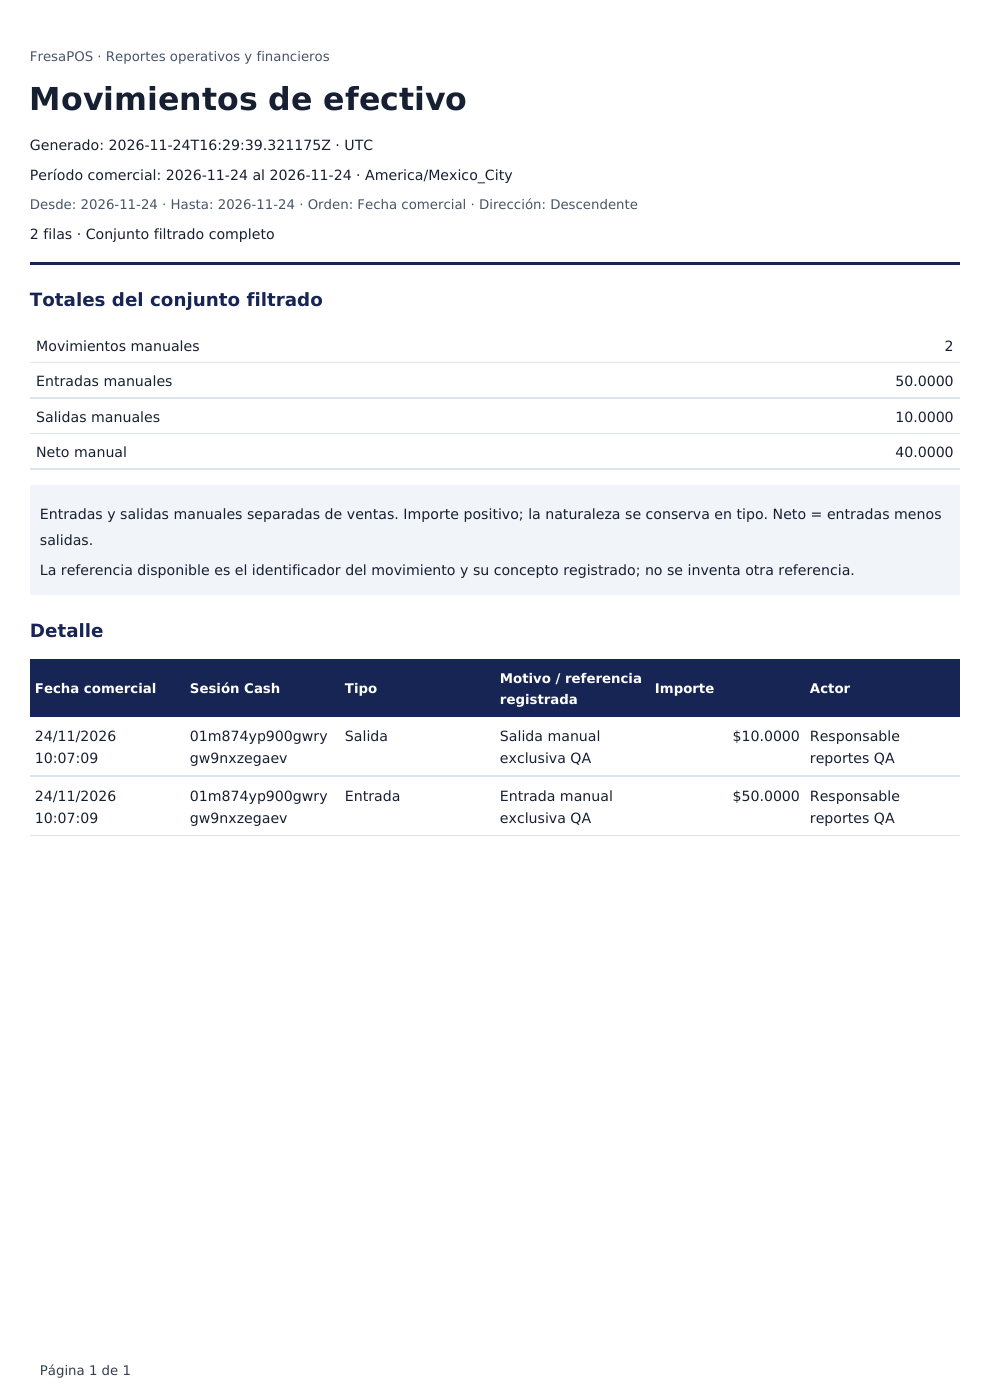 FresaPOS · Reportes operativos y financieros
Movimientos de efectivo
Generado: 2026-11-24T16:29:39.321175Z · UTC
Período comercial: 2026-11-24 al 2026-11-24 · America/Mexico_City
Desde: 2026-11-24 · Hasta: 2026-11-24 · Orden: Fecha comercial · Dirección: Descendente
2 filas · Conjunto filtrado completo
Totales del conjunto filtrado
Movimientos manuales 2
Entradas manuales 50.0000
Salidas manuales 10.0000
Neto manual 40.0000
Entradas y salidas manuales separadas de ventas. Importe positivo; la naturaleza se conserva en tipo. Neto = entradas menos
salidas.
La referencia disponible es el identificador del movimiento y su concepto registrado; no se inventa otra referencia.
Detalle
Fecha comercial Sesión Cash Tipo Motivo / referencia registrada Importe Actor
24/11/2026 01m874yp900gwry Salida Salida manual $10.0000 Responsable
10:07:09 gw9nxzegaev exclusiva QA reportes QA
24/11/2026 01m874yp900gwry Entrada Entrada manual $50.0000 Responsable
10:07:09 gw9nxzegaev exclusiva QA reportes QA
Página 1 de 1